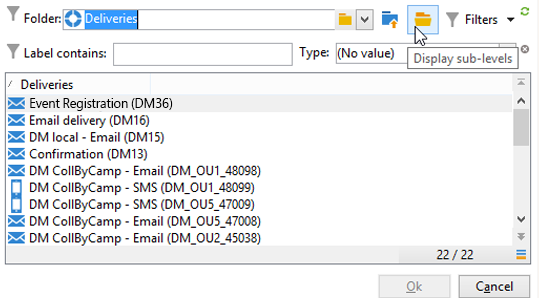 Folder: Deliveries Filters
Label contains: Type: (No value)
Display sub-levels
Deliveries
Event Registration (DM36)
Email delivery (DM16)
DM local - Email (DM15)
Confirmation (DM13)
DM CollByCamp - Email (DM_OU1_48098)
DM CollByCamp - SMS (DM_OU1_48099)
DM CollByCamp - SMS (DM_OU5_47009)
DM CollByCamp - Email (DM_OU5_47008)
DM CollByCamp - Email (DM_OU2_45038)
22 / 22
Ok Cancel